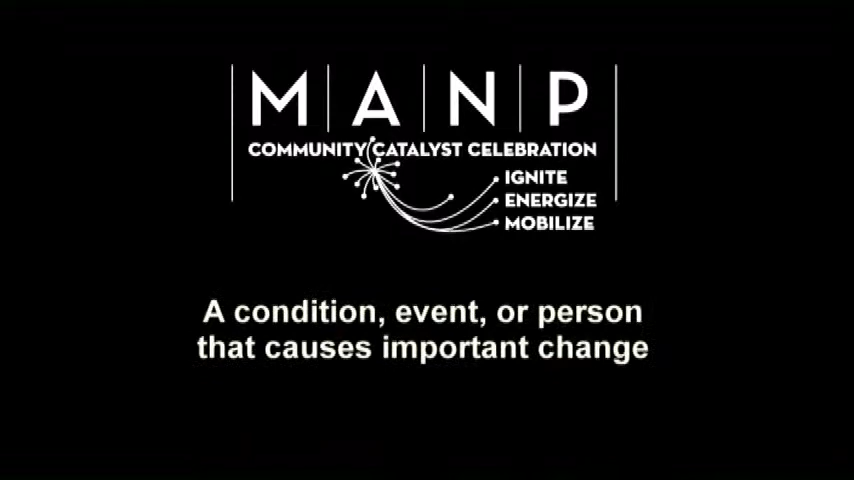 M A N P
COMMUNITY CATALYST CELEBRATION
IGNITE
ENERGIZE
MOBILIZE
A condition, event, or person
that causes important change